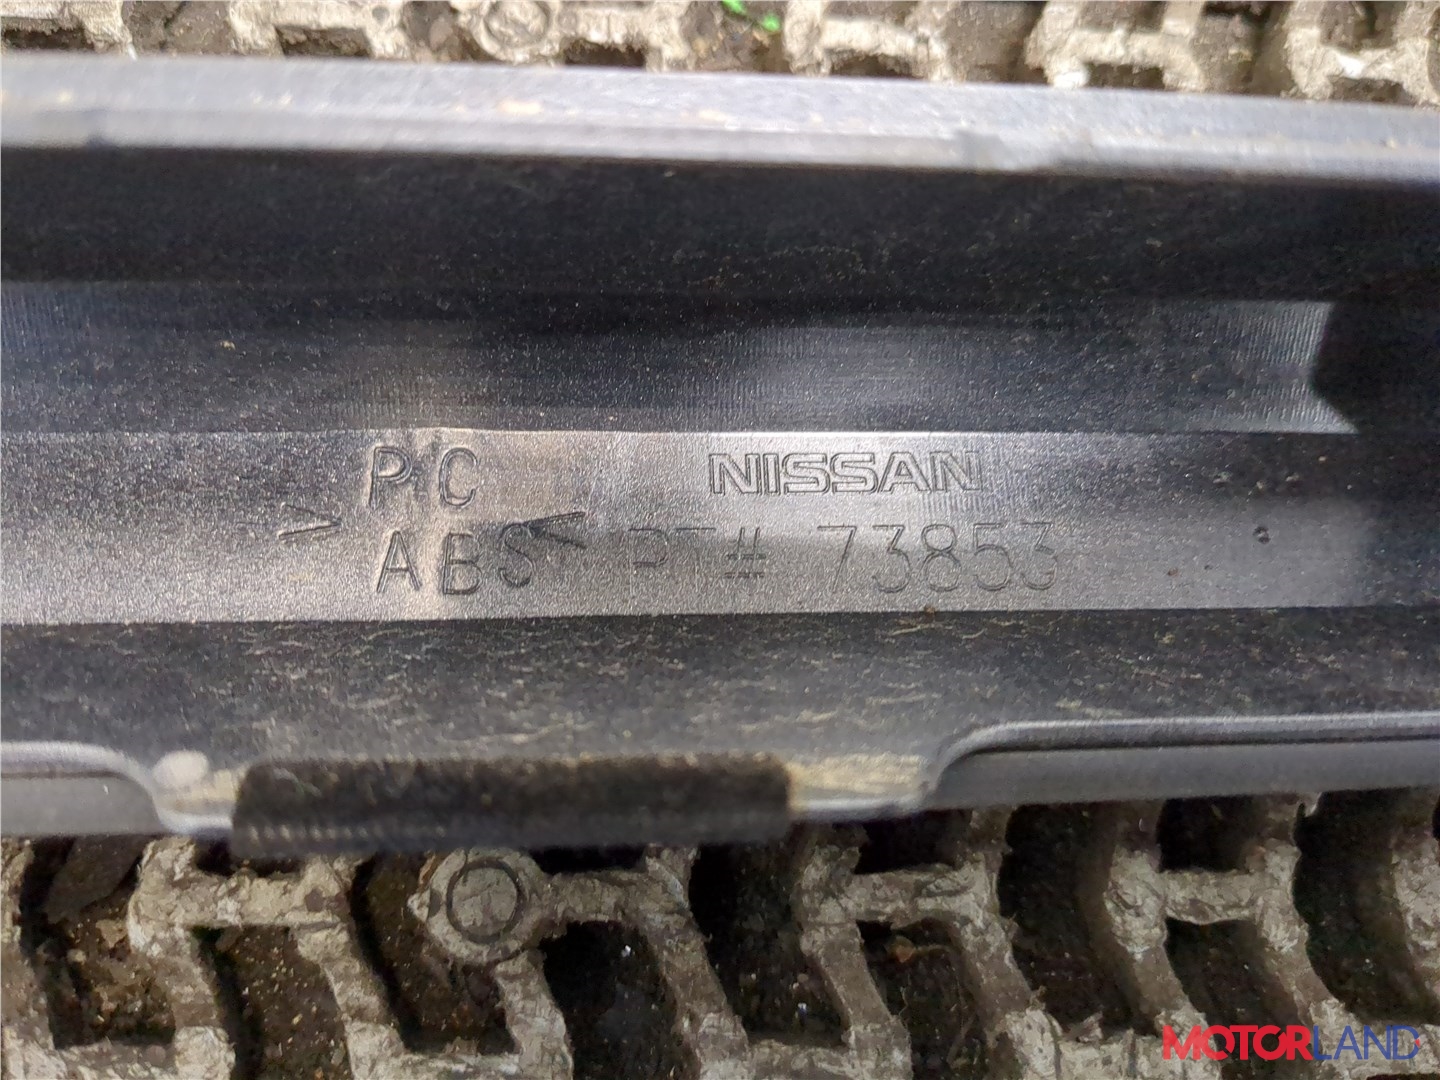 PC
NISSAN
> ABS < PT# 73853
MOTORLAND